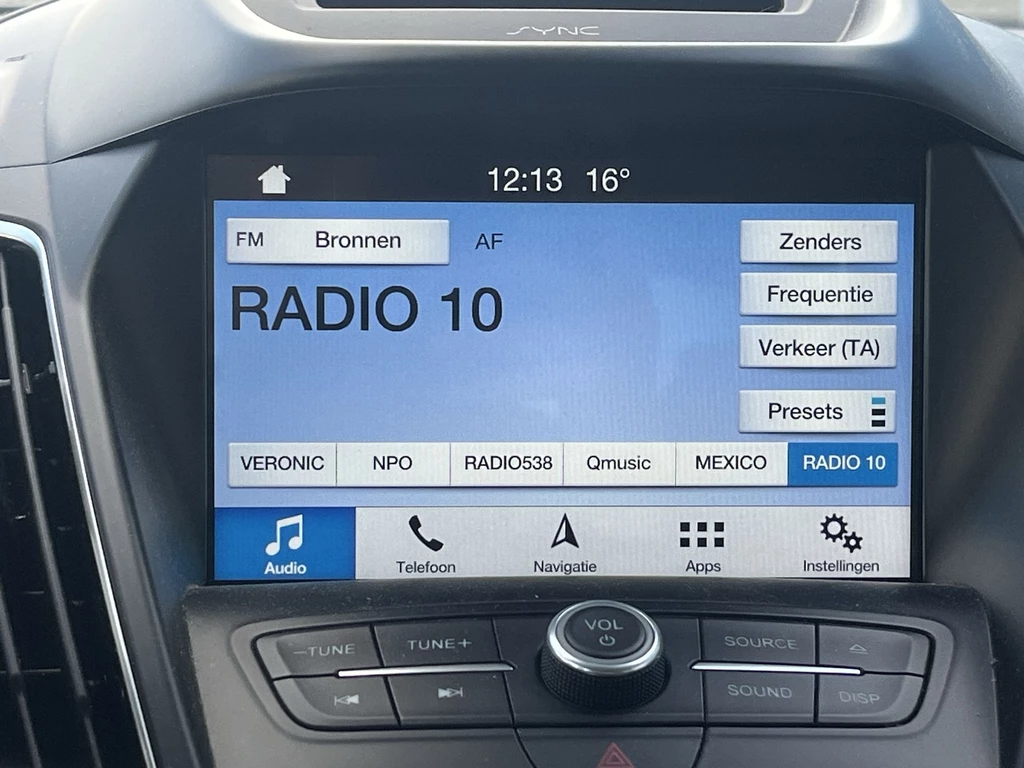 SYNC
12:13 16°
FM Bronnen AF Zenders
RADIO 10
Frequentie
Verkeer (TA)
Presets
VERONIC NPO RADIO538 Qmusic MEXICO RADIO 10
Audio Telefoon Navigatie Apps Instellingen
−TUNE TUNE+ VOL SOURCE
SOUND DISP